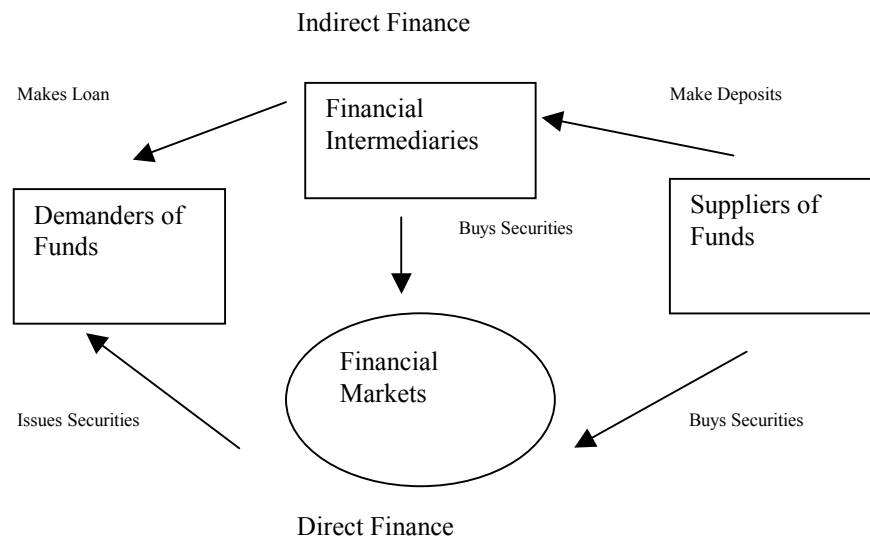 Indirect Finance
Makes Loan
Financial
Intermediaries
Make Deposits
Demanders of
Funds
Buys Securities
Suppliers of
Funds
Financial
Markets
Issues Securities
Buys Securities
Direct Finance